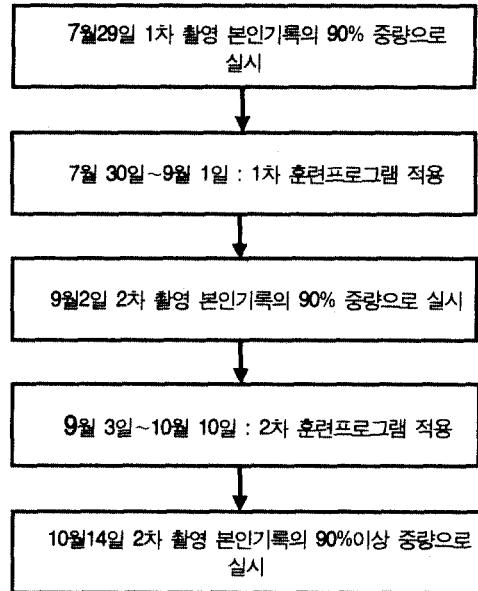 7월29일 1차 촬영 본인기록의 90% 중량으로
실시
7월 30일~9월 1일 : 1차 훈련프로그램 적용
9월2일 2차 촬영 본인기록의 90% 중량으로 실시
9월 3일~10월 10일 : 2차 훈련프로그램 적용
10월14일 2차 촬영 본인기록의 90%이상 중량으로
실시